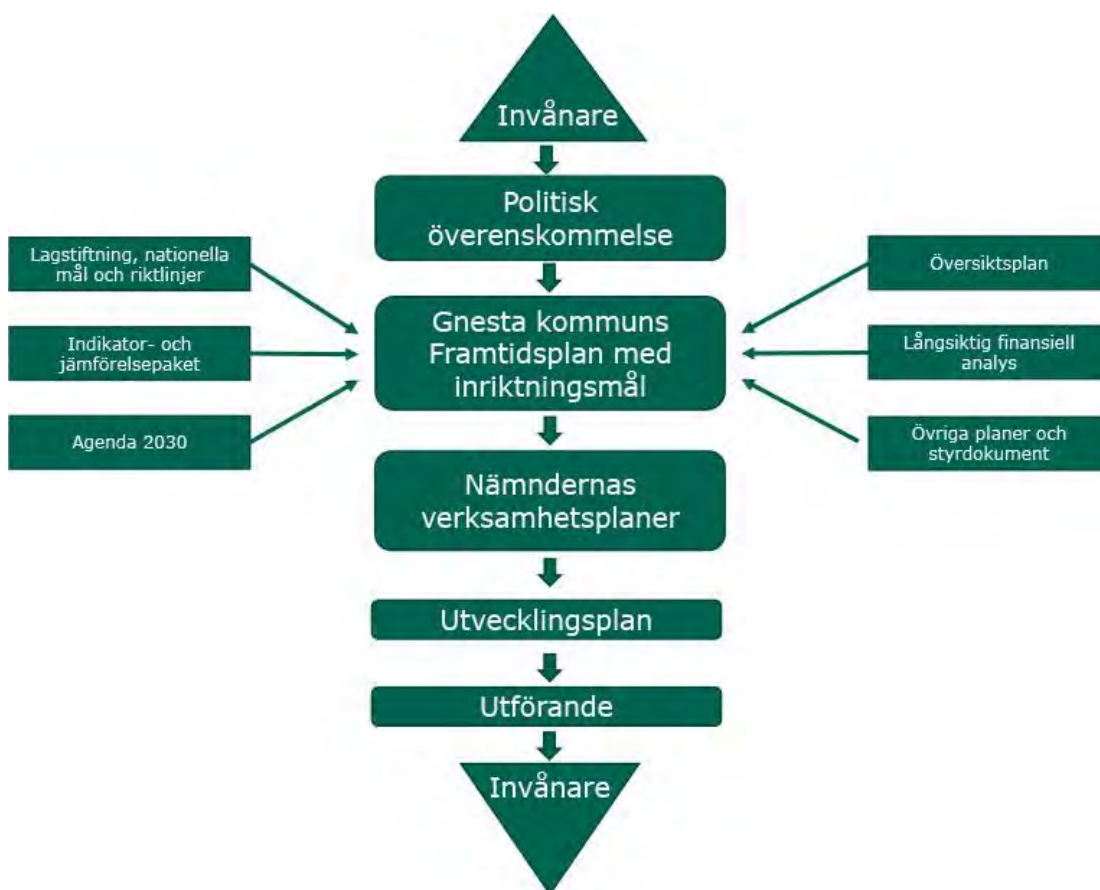 Invånare
Politisk
överenskommelse
Lagstiftning, nationella
mål och riktlinjer
Indikator- och
jämförelsepaket
Agenda 2030
Gnesta kommuns
Framtidsplan med
inriktningsmål
Översiktsplan
Långsiktig finansiell
analys
Övriga planer och
styrdokument
Nämndernas
verksamhetsplaner
Utvecklingsplan
Utförande
Invånare